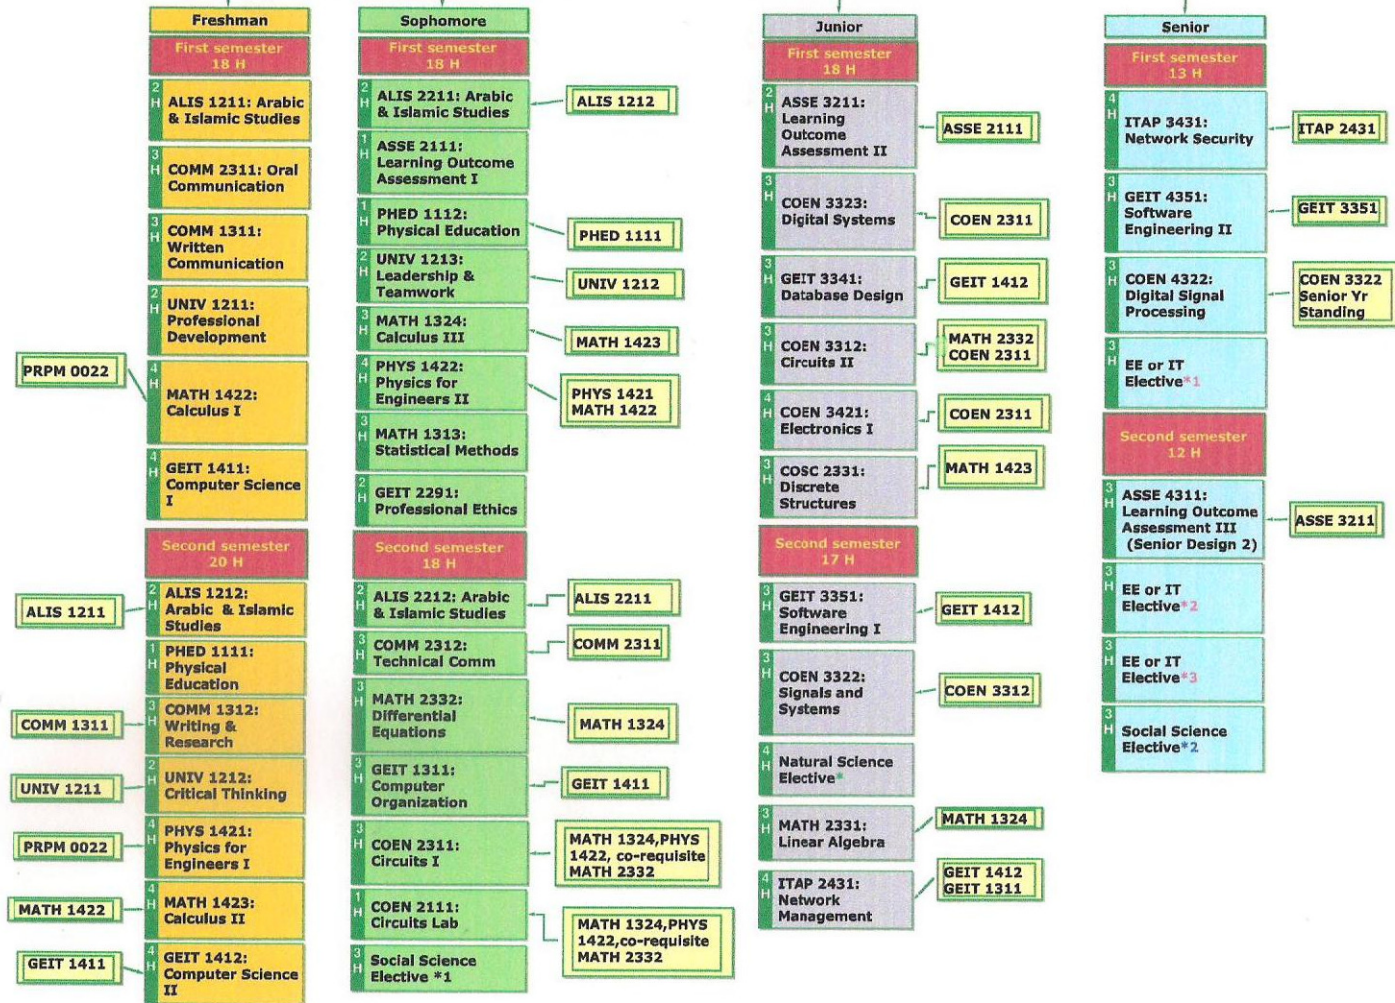 Freshman
First semester
18 H
2
H
ALIS 1211: Arabic
& Islamic Studies
3
H
COMM 2311: Oral
Communication
3
H
COMM 1311:
Written
Communication
2
H
UNIV 1211:
Professional
Development
PRPM 0022
4
H
MATH 1422:
Calculus I
4
H
GEIT 1411:
Computer Science
I
Second semester
20 H
ALIS 1211
2
H
ALIS 1212:
Arabic & Islamic
Studies
1
H
PHED 1111:
Physical
Education
COMM 1311
3
H
COMM 1312:
Writing &
Research
UNIV 1211
2
H
UNIV 1212:
Critical Thinking
PRPM 0022
4
H
PHYS 1421:
Physics for
Engineers I
MATH 1422
4
H
MATH 1423:
Calculus II
GEIT 1411
4
H
GEIT 1412:
Computer Science
II
Sophomore
First semester
18 H
2
H
ALIS 2211: Arabic
& Islamic Studies
ALIS 1212
1
H
ASSE 2111:
Learning Outcome
Assessment I
1
H
PHED 1112:
Physical Education
PHED 1111
2
H
UNIV 1213:
Leadership &
Teamwork
UNIV 1212
3
H
MATH 1324:
Calculus III
MATH 1423
4
H
PHYS 1422:
Physics for
Engineers II
PHYS 1421
MATH 1422
3
H
MATH 1313:
Statistical Methods
2
H
GEIT 2291:
Professional Ethics
Second semester
18 H
2
H
ALIS 2212: Arabic
& Islamic Studies
ALIS 2211
3
H
COMM 2312:
Technical Comm
COMM 2311
3
H
MATH 2332:
Differential
Equations
MATH 1324
3
H
GEIT 1311:
Computer
Organization
GEIT 1411
3
H
COEN 2311:
Circuits I
MATH 1324,PHYS
1422, co-requisite
MATH 2332
1
H
COEN 2111:
Circuits Lab
MATH 1324,PHYS
1422,co-requisite
MATH 2332
3
H
Social Science
Elective *1
Junior
First semester
18 H
2
H
ASSE 3211:
Learning
Outcome
Assessment II
ASSE 2111
3
H
COEN 3323:
Digital Systems
COEN 2311
3
H
GEIT 3341:
Database Design
GEIT 1412
3
H
COEN 3312:
Circuits II
MATH 2332
COEN 2311
4
H
COEN 3421:
Electronics I
COEN 2311
3
H
COSC 2331:
Discrete
Structures
MATH 1423
Second semester
17 H
3
H
GEIT 3351:
Software
Engineering I
GEIT 1412
3
H
COEN 3322:
Signals and
Systems
COEN 3312
4
H
Natural Science
Elective*
3
H
MATH 2331:
Linear Algebra
MATH 1324
4
H
ITAP 2431:
Network
Management
GEIT 1412
GEIT 1311
Senior
First semester
13 H
4
H
ITAP 3431:
Network Security
ITAP 2431
3
H
GEIT 4351:
Software
Engineering II
GEIT 3351
3
H
COEN 4322:
Digital Signal
Processing
COEN 3322
Senior Yr
Standing
3
H
EE or IT
Elective*1
Second semester
12 H
3
H
ASSE 4311:
Learning Outcome
Assessment III
(Senior Design 2)
ASSE 3211
3
H
EE or IT
Elective*2
3
H
EE or IT
Elective*3
3
H
Social Science
Elective*2